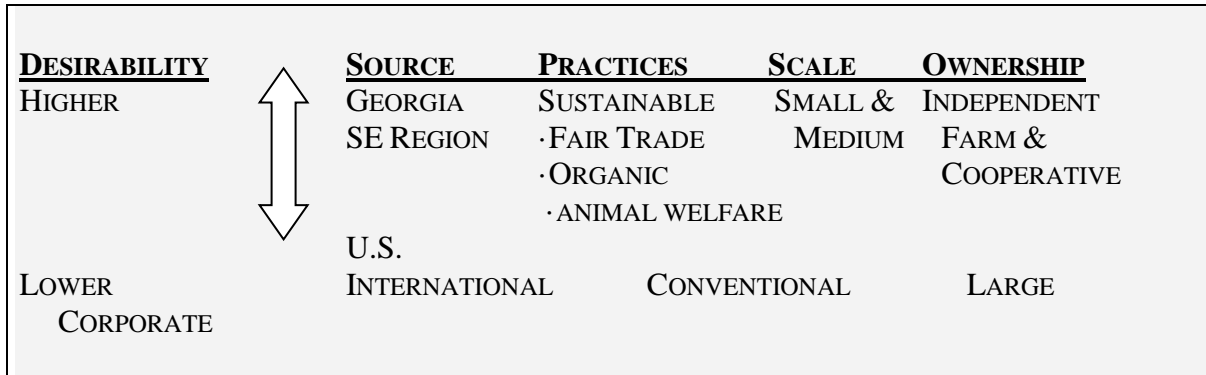 DESIRABILITY SOURCE PRACTICES SCALE OWNERSHIP
HIGHER GEORGIA SUSTAINABLE SMALL & INDEPENDENT
SE REGION ·FAIR TRADE MEDIUM FARM &
·ORGANIC COOPERATIVE
·ANIMAL WELFARE
U.S.
LOWER INTERNATIONAL CONVENTIONAL LARGE
CORPORATE